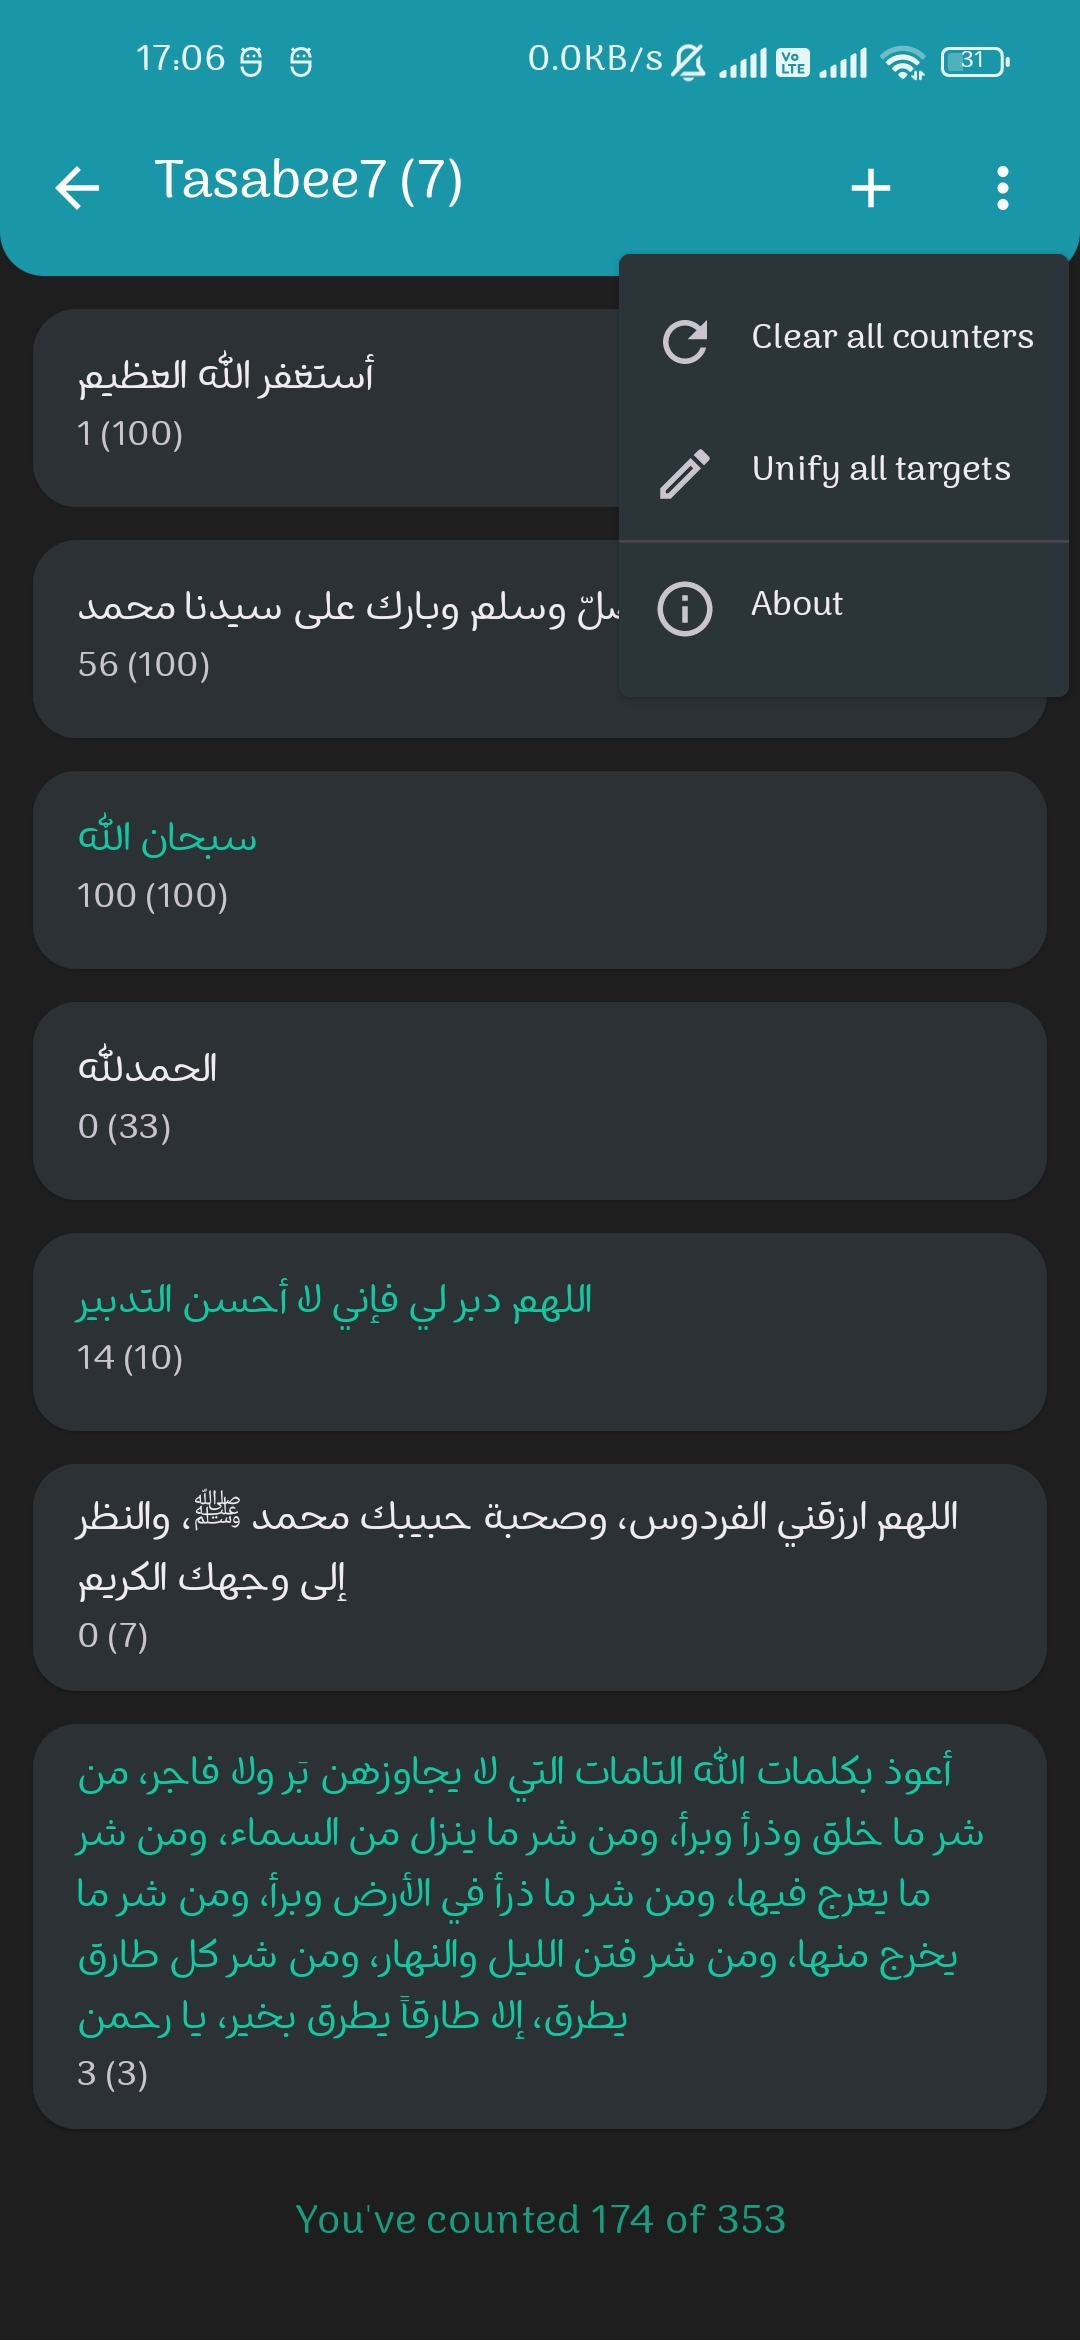 17:06 0.0KB/s Vo LTE 31
Tasabee7 (7)
Clear all counters
Unify all targets
About
أستغفر الله العظيم
1 (100)
وسلم وبارك على سيدنا محمد
56 (100)
سبحان الله
100 (100)
الحمدلله
0 (33)
اللهم دبر لي فإني لا أحسن التدبير
14 (10)
اللهم ارزقني الفردوس، وصحبة حبيبك محمد ﷺ، والنظر
إلى وجهك الكريم
0 (7)
أعوذ بكلمات الله التامات التي لا يجاوزهن بَر ولا فاجر، من
شر ما خلق وذرأ وبرأ، ومن شر ما ينزل من السماء، ومن شر
ما يعرج فيها، ومن شر ما ذرأ في الأرض وبرأ، ومن شر ما
يخرج منها، ومن شر فتن الليل والنهار، ومن شر كل طارق
يطرق، إلا طارقاً يطرق بخير، يا رحمن
3 (3)
You've counted 174 of 353